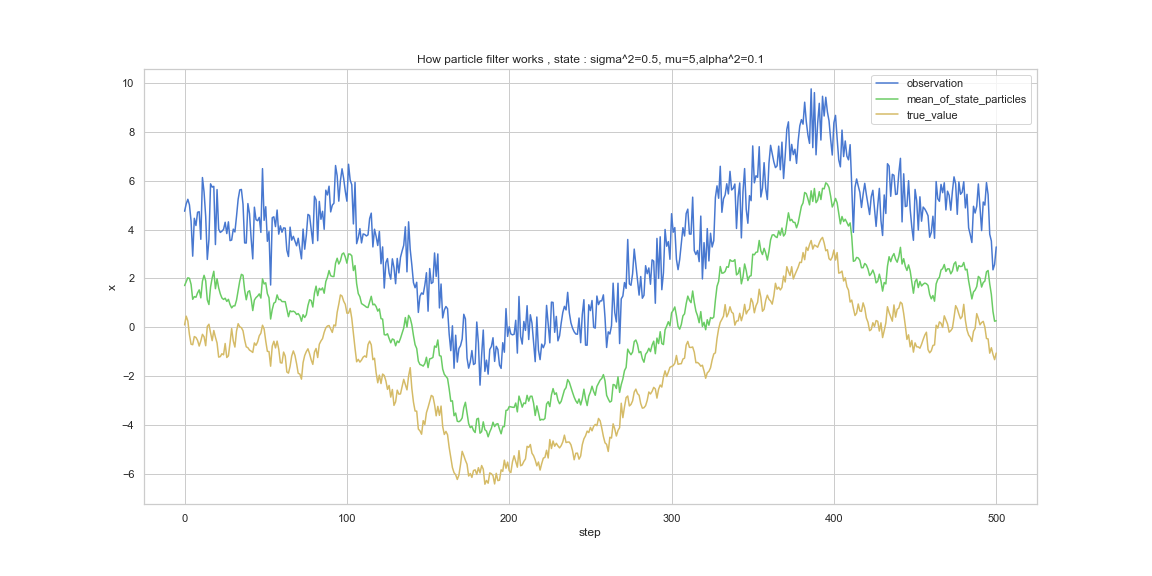 How particle filter works , state : sigma^2=0.5, mu=5,alpha^2=0.1
observation
mean_of_state_particles
true_value
10
8
6
4
2
0
−2
−4
−6
x
0 100 200 300 400 500
step